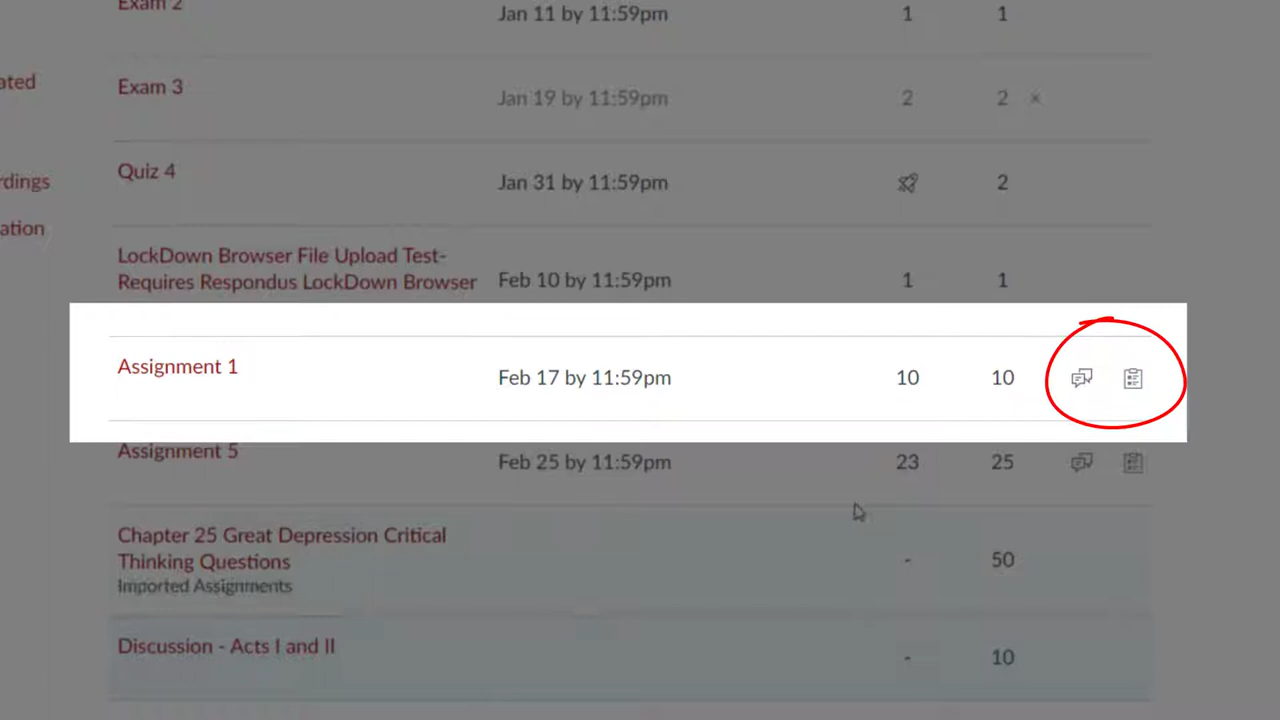 Exam 2 Jan 11 by 11:59pm 1 1
ated
Exam 3 Jan 19 by 11:59pm 2 2 ×
Quiz 4 Jan 31 by 11:59pm 2
rdings
ation
LockDown Browser File Upload Test-
Requires Respondus LockDown Browser Feb 10 by 11:59pm 1 1
Assignment 1 Feb 17 by 11:59pm 10 10
Assignment 5 Feb 25 by 11:59pm 23 25
Chapter 25 Great Depression Critical
Thinking Questions - 50
Imported Assignments
Discussion - Acts I and II - 10